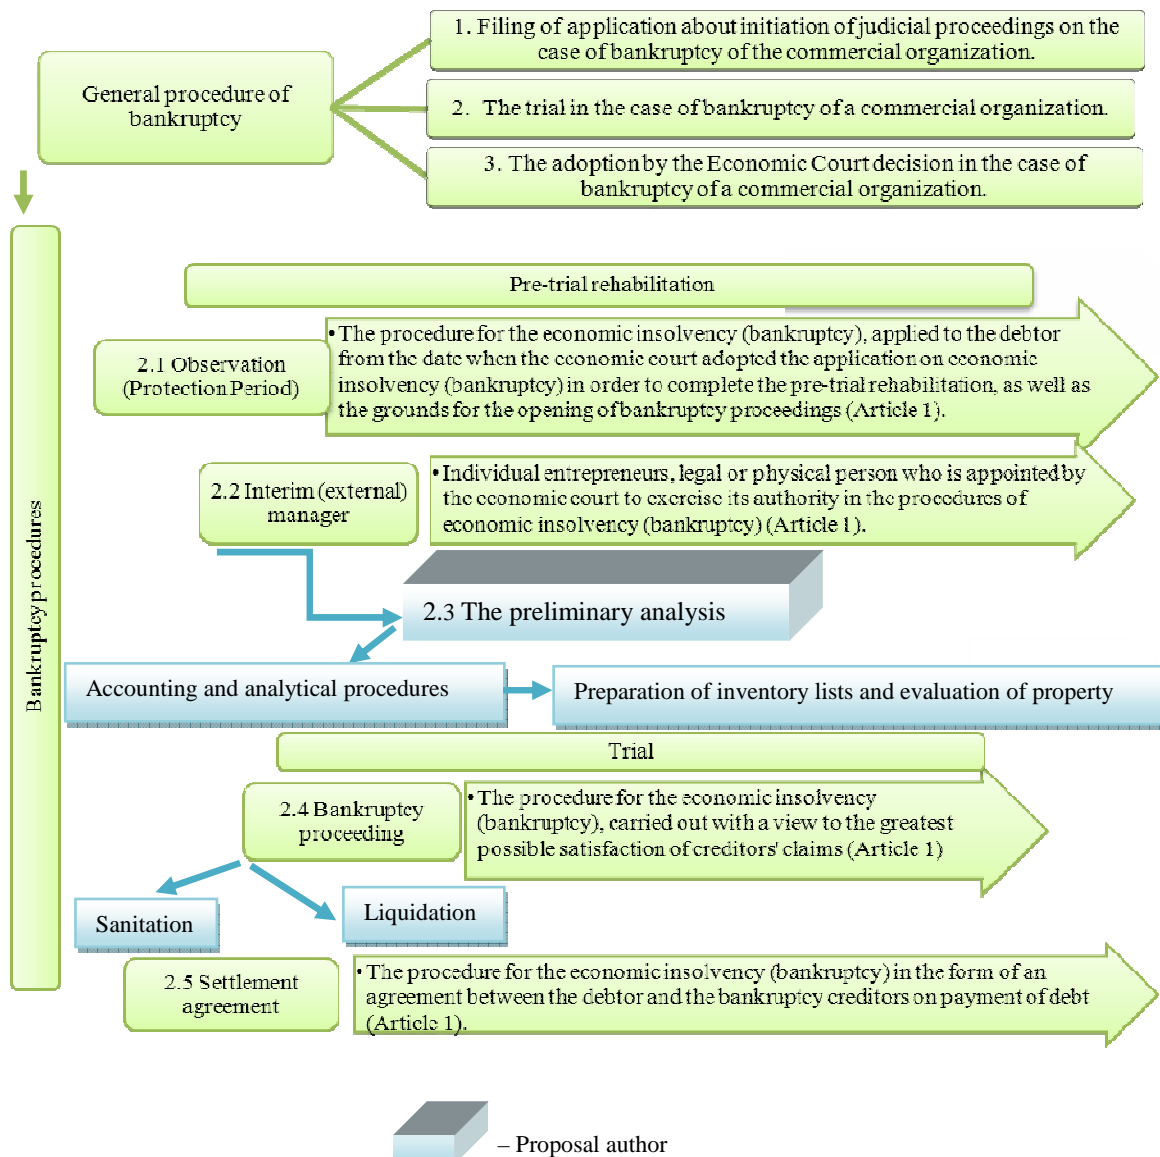 1. Filing of application about initiation of judicial proceedings on the
case of bankruptcy of the commercial organization.
General procedure of
bankruptcy
2. The trial in the case of bankruptcy of a commercial organization.
3. The adoption by the Economic Court decision in the case of
bankruptcy of a commercial organization.
Bankruptcy procedures
Pre-trial rehabilitation
2.1 Observation
(Protection Period)
• The procedure for the economic insolvency (bankruptcy), applied to the debtor
from the date when the economic court adopted the application on economic
insolvency (bankruptcy) in order to complete the pre-trial rehabilitation, as well as
the grounds for the opening of bankruptcy proceedings (Article 1).
2.2 Interim (external)
manager
• Individual entrepreneurs, legal or physical person who is appointed by
the economic court to exercise its authority in the procedures of
economic insolvency (bankruptcy) (Article 1).
2.3 The preliminary analysis
Accounting and analytical procedures
Preparation of inventory lists and evaluation of property
Trial
2.4 Bankruptcy
proceeding
• The procedure for the economic insolvency
(bankruptcy), carried out with a view to the greatest
possible satisfaction of creditors' claims (Article 1)
Sanitation
Liquidation
2.5 Settlement
agreement
• The procedure for the economic insolvency (bankruptcy) in the form of an
agreement between the debtor and the bankruptcy creditors on payment of debt
(Article 1).
– Proposal author